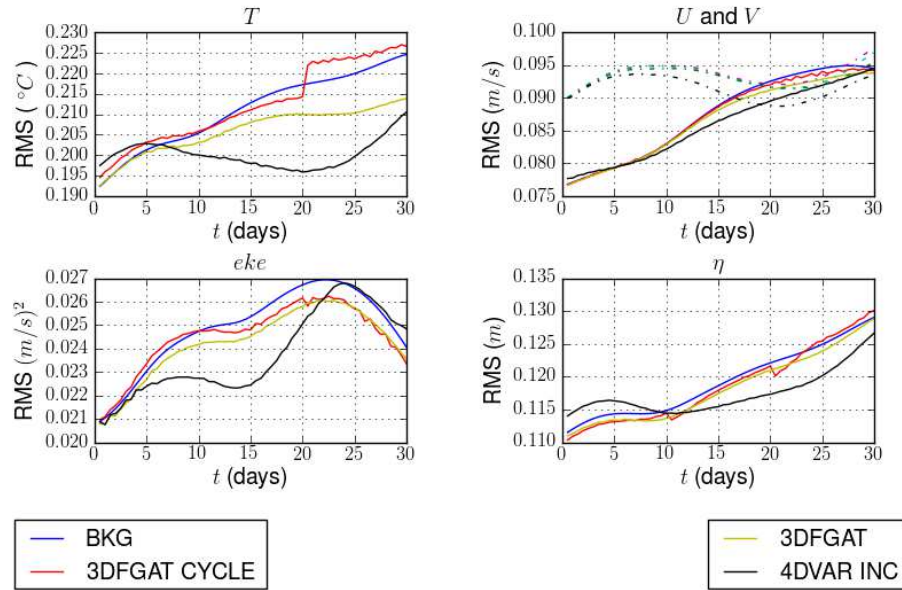 T
U and V
RMS (°C)
0.230
0.225
0.220
0.215
0.210
0.205
0.200
0.195
0.190
0 5 10 15 20 25 30
t (days)
RMS (m/s)
0.100
0.095
0.090
0.085
0.080
0.075
0 5 10 15 20 25 30
t (days)
eke
η
RMS (m/s)²
0.027
0.026
0.025
0.024
0.023
0.022
0.021
0.020
0 5 10 15 20 25 30
t (days)
RMS (m)
0.135
0.130
0.125
0.120
0.115
0.110
0 5 10 15 20 25 30
t (days)
BKG
3DFGAT CYCLE
3DFGAT
4DVAR INC